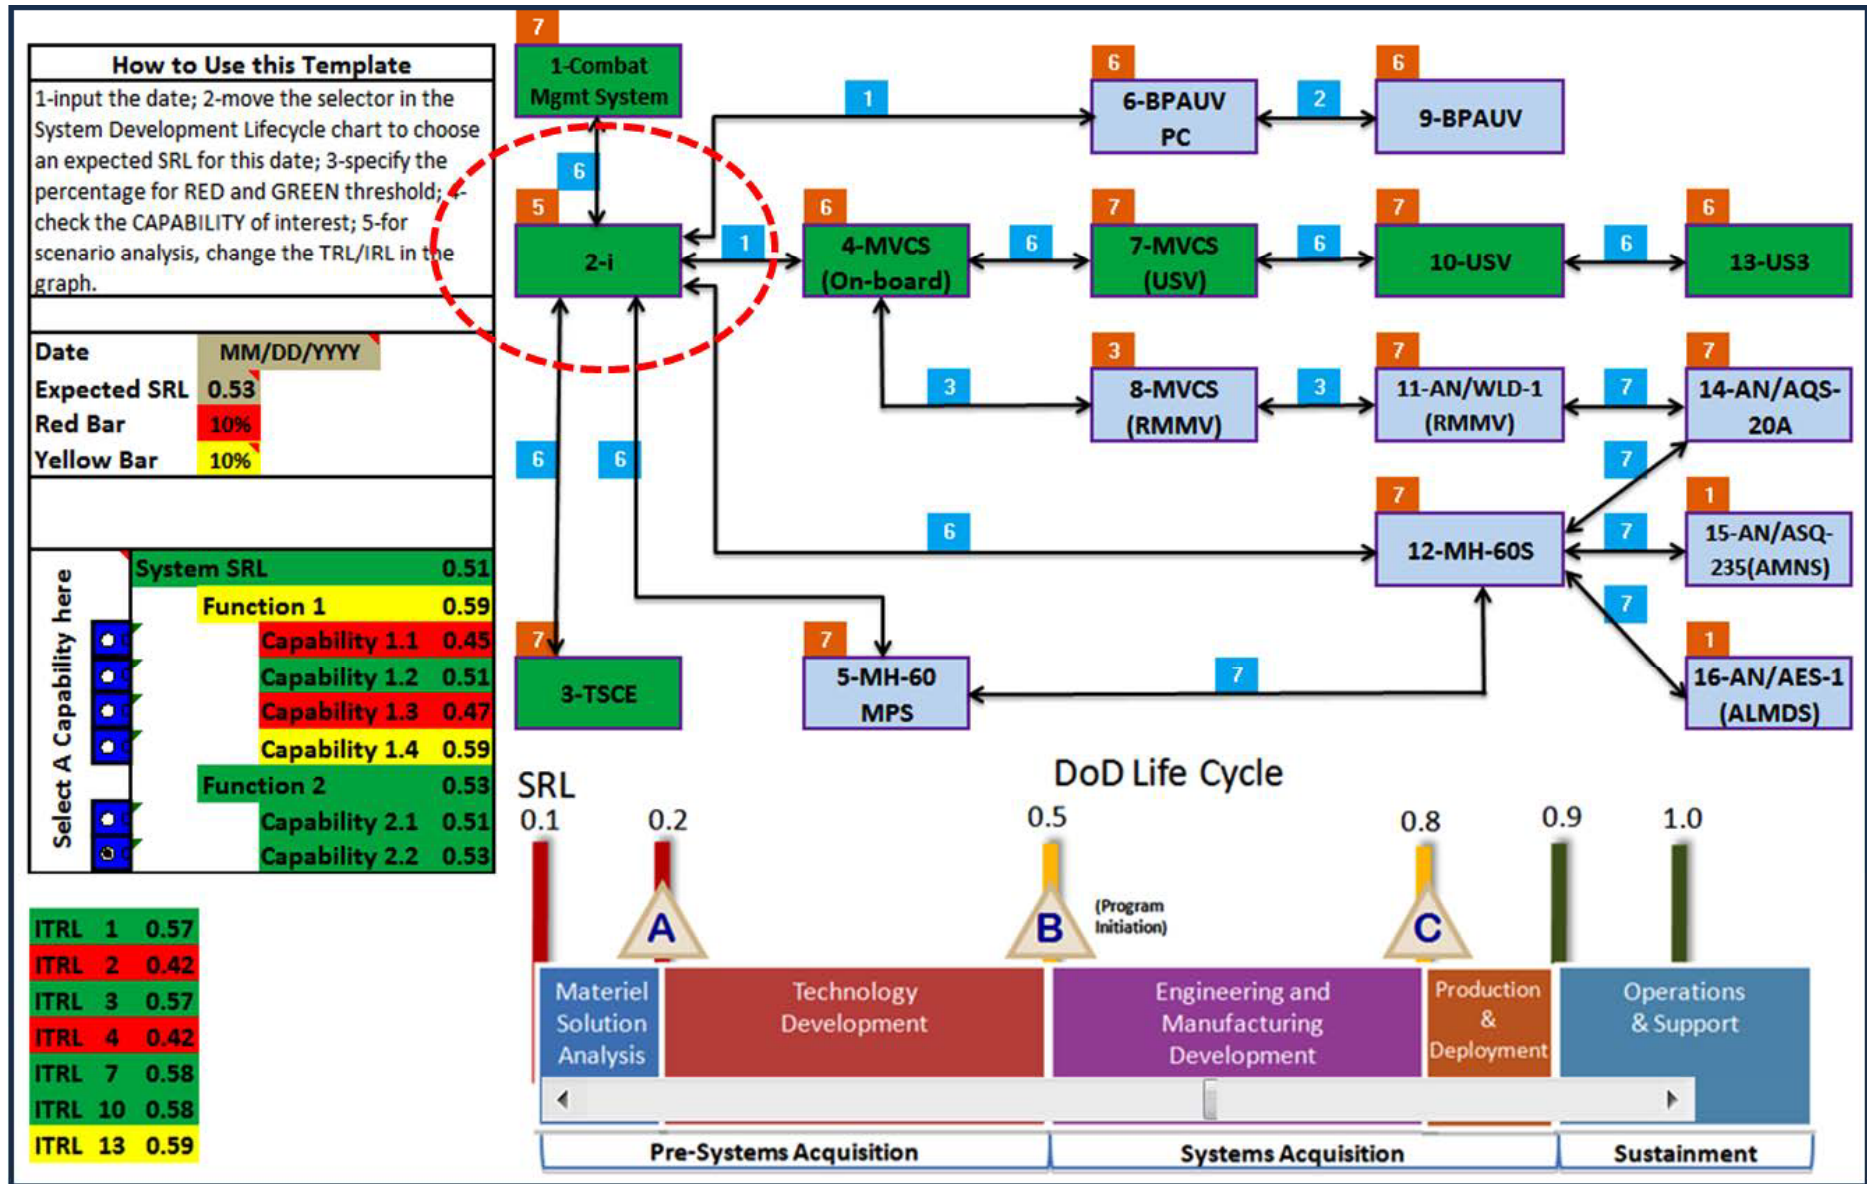 How to Use this Template
1-input the date; 2-move the selector in the
System Development Lifecycle chart to choose
an expected SRL for this date; 3-specify the
percentage for RED and GREEN threshold; 4-
check the CAPABILITY of interest; 5-for
scenario analysis, change the TRL/IRL in the
graph.
Date MM/DD/YYYY
Expected SRL 0.53
Red Bar 10%
Yellow Bar 10%
Select A Capability here
System SRL 0.51
Function 1 0.59
Capability 1.1 0.45
Capability 1.2 0.51
Capability 1.3 0.47
Capability 1.4 0.59
Function 2 0.53
Capability 2.1 0.51
Capability 2.2 0.53
ITRL 1 0.57
ITRL 2 0.42
ITRL 3 0.57
ITRL 4 0.42
ITRL 7 0.58
ITRL 10 0.58
ITRL 13 0.59
7
1-Combat
Mgmt System
6
1
6
6-BPAUV
PC
2
6
9-BPAUV
5
2-i
1
6
4-MVCS
(On-board)
6
7
7-MVCS
(USV)
6
7
10-USV
6
6
13-US3
3
3
8-MVCS
(RMMV)
3
7
11-AN/WLD-1
(RMMV)
7
7
14-AN/AQS-
20A
6
6
6
7
7
12-MH-60S
7
1
15-AN/ASQ-
235(AMNS)
7
7
3-TSCE
7
5-MH-60
MPS
7
1
16-AN/AES-1
(ALMDS)
DoD Life Cycle
SRL
0.1 0.2 0.5 0.8 0.9 1.0
A
B
(Program
Initiation)
C
Materiel
Solution
Analysis
Technology
Development
Engineering and
Manufacturing
Development
Production
&
Deployment
Operations
& Support
Pre-Systems Acquisition
Systems Acquisition
Sustainment